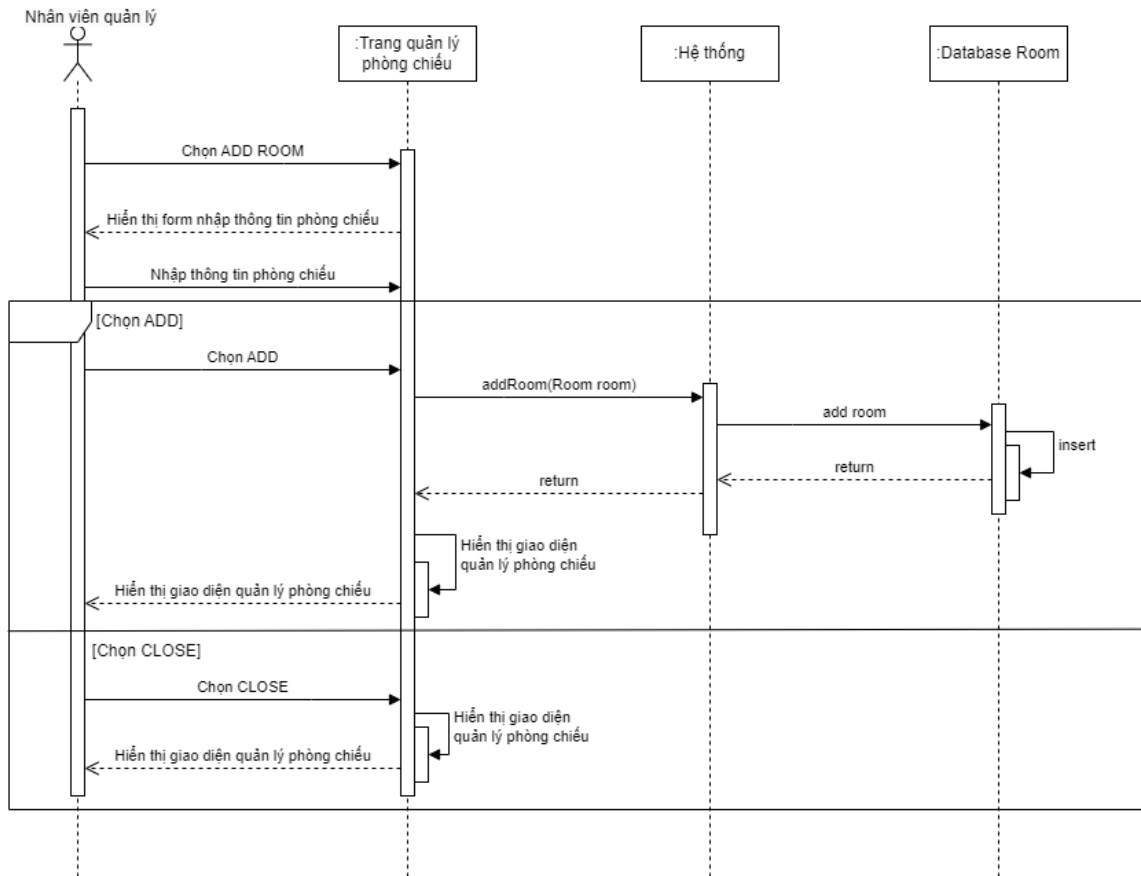 Nhân viên quản lý
:Trang quản lý
phòng chiếu
:Hệ thống
:Database Room
Chọn ADD ROOM
Hiển thị form nhập thông tin phòng chiếu
Nhập thông tin phòng chiếu
[Chọn ADD]
Chọn ADD
addRoom(Room room)
add room
insert
return
return
Hiển thị giao diện
quản lý phòng chiếu
Hiển thị giao diện quản lý phòng chiếu
[Chọn CLOSE]
Chọn CLOSE
Hiển thị giao diện
quản lý phòng chiếu
Hiển thị giao diện quản lý phòng chiếu